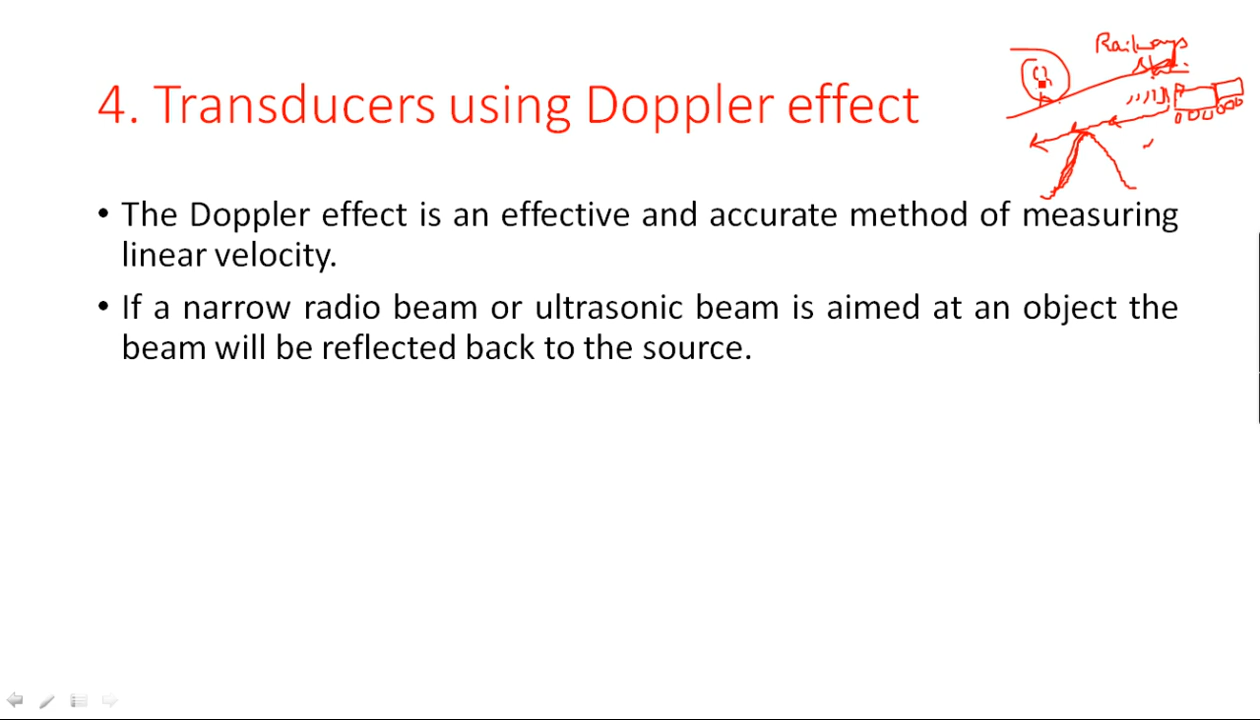 Railways
4. Transducers using Doppler effect
• The Doppler effect is an effective and accurate method of measuring
linear velocity.
• If a narrow radio beam or ultrasonic beam is aimed at an object the
beam will be reflected back to the source.